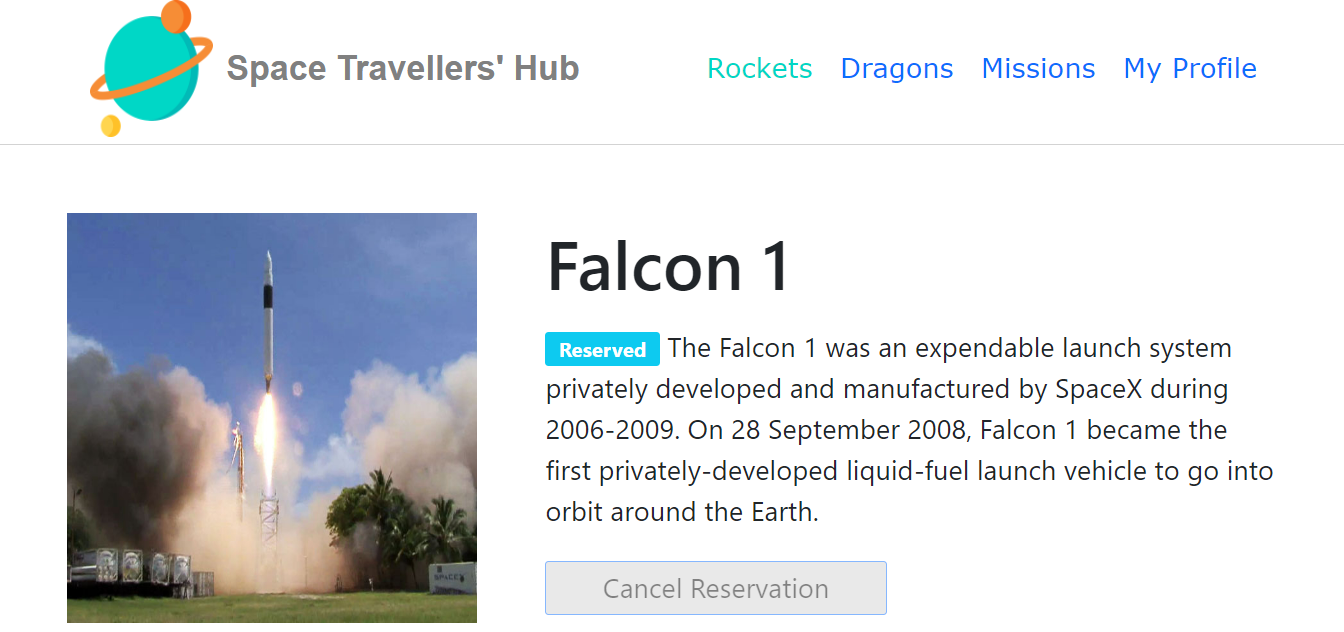 Space Travellers' Hub
Rockets Dragons Missions My Profile
Falcon 1
Reserved The Falcon 1 was an expendable launch system
privately developed and manufactured by SpaceX during
2006-2009. On 28 September 2008, Falcon 1 became the
first privately-developed liquid-fuel launch vehicle to go into
orbit around the Earth.
SPACEX
Cancel Reservation